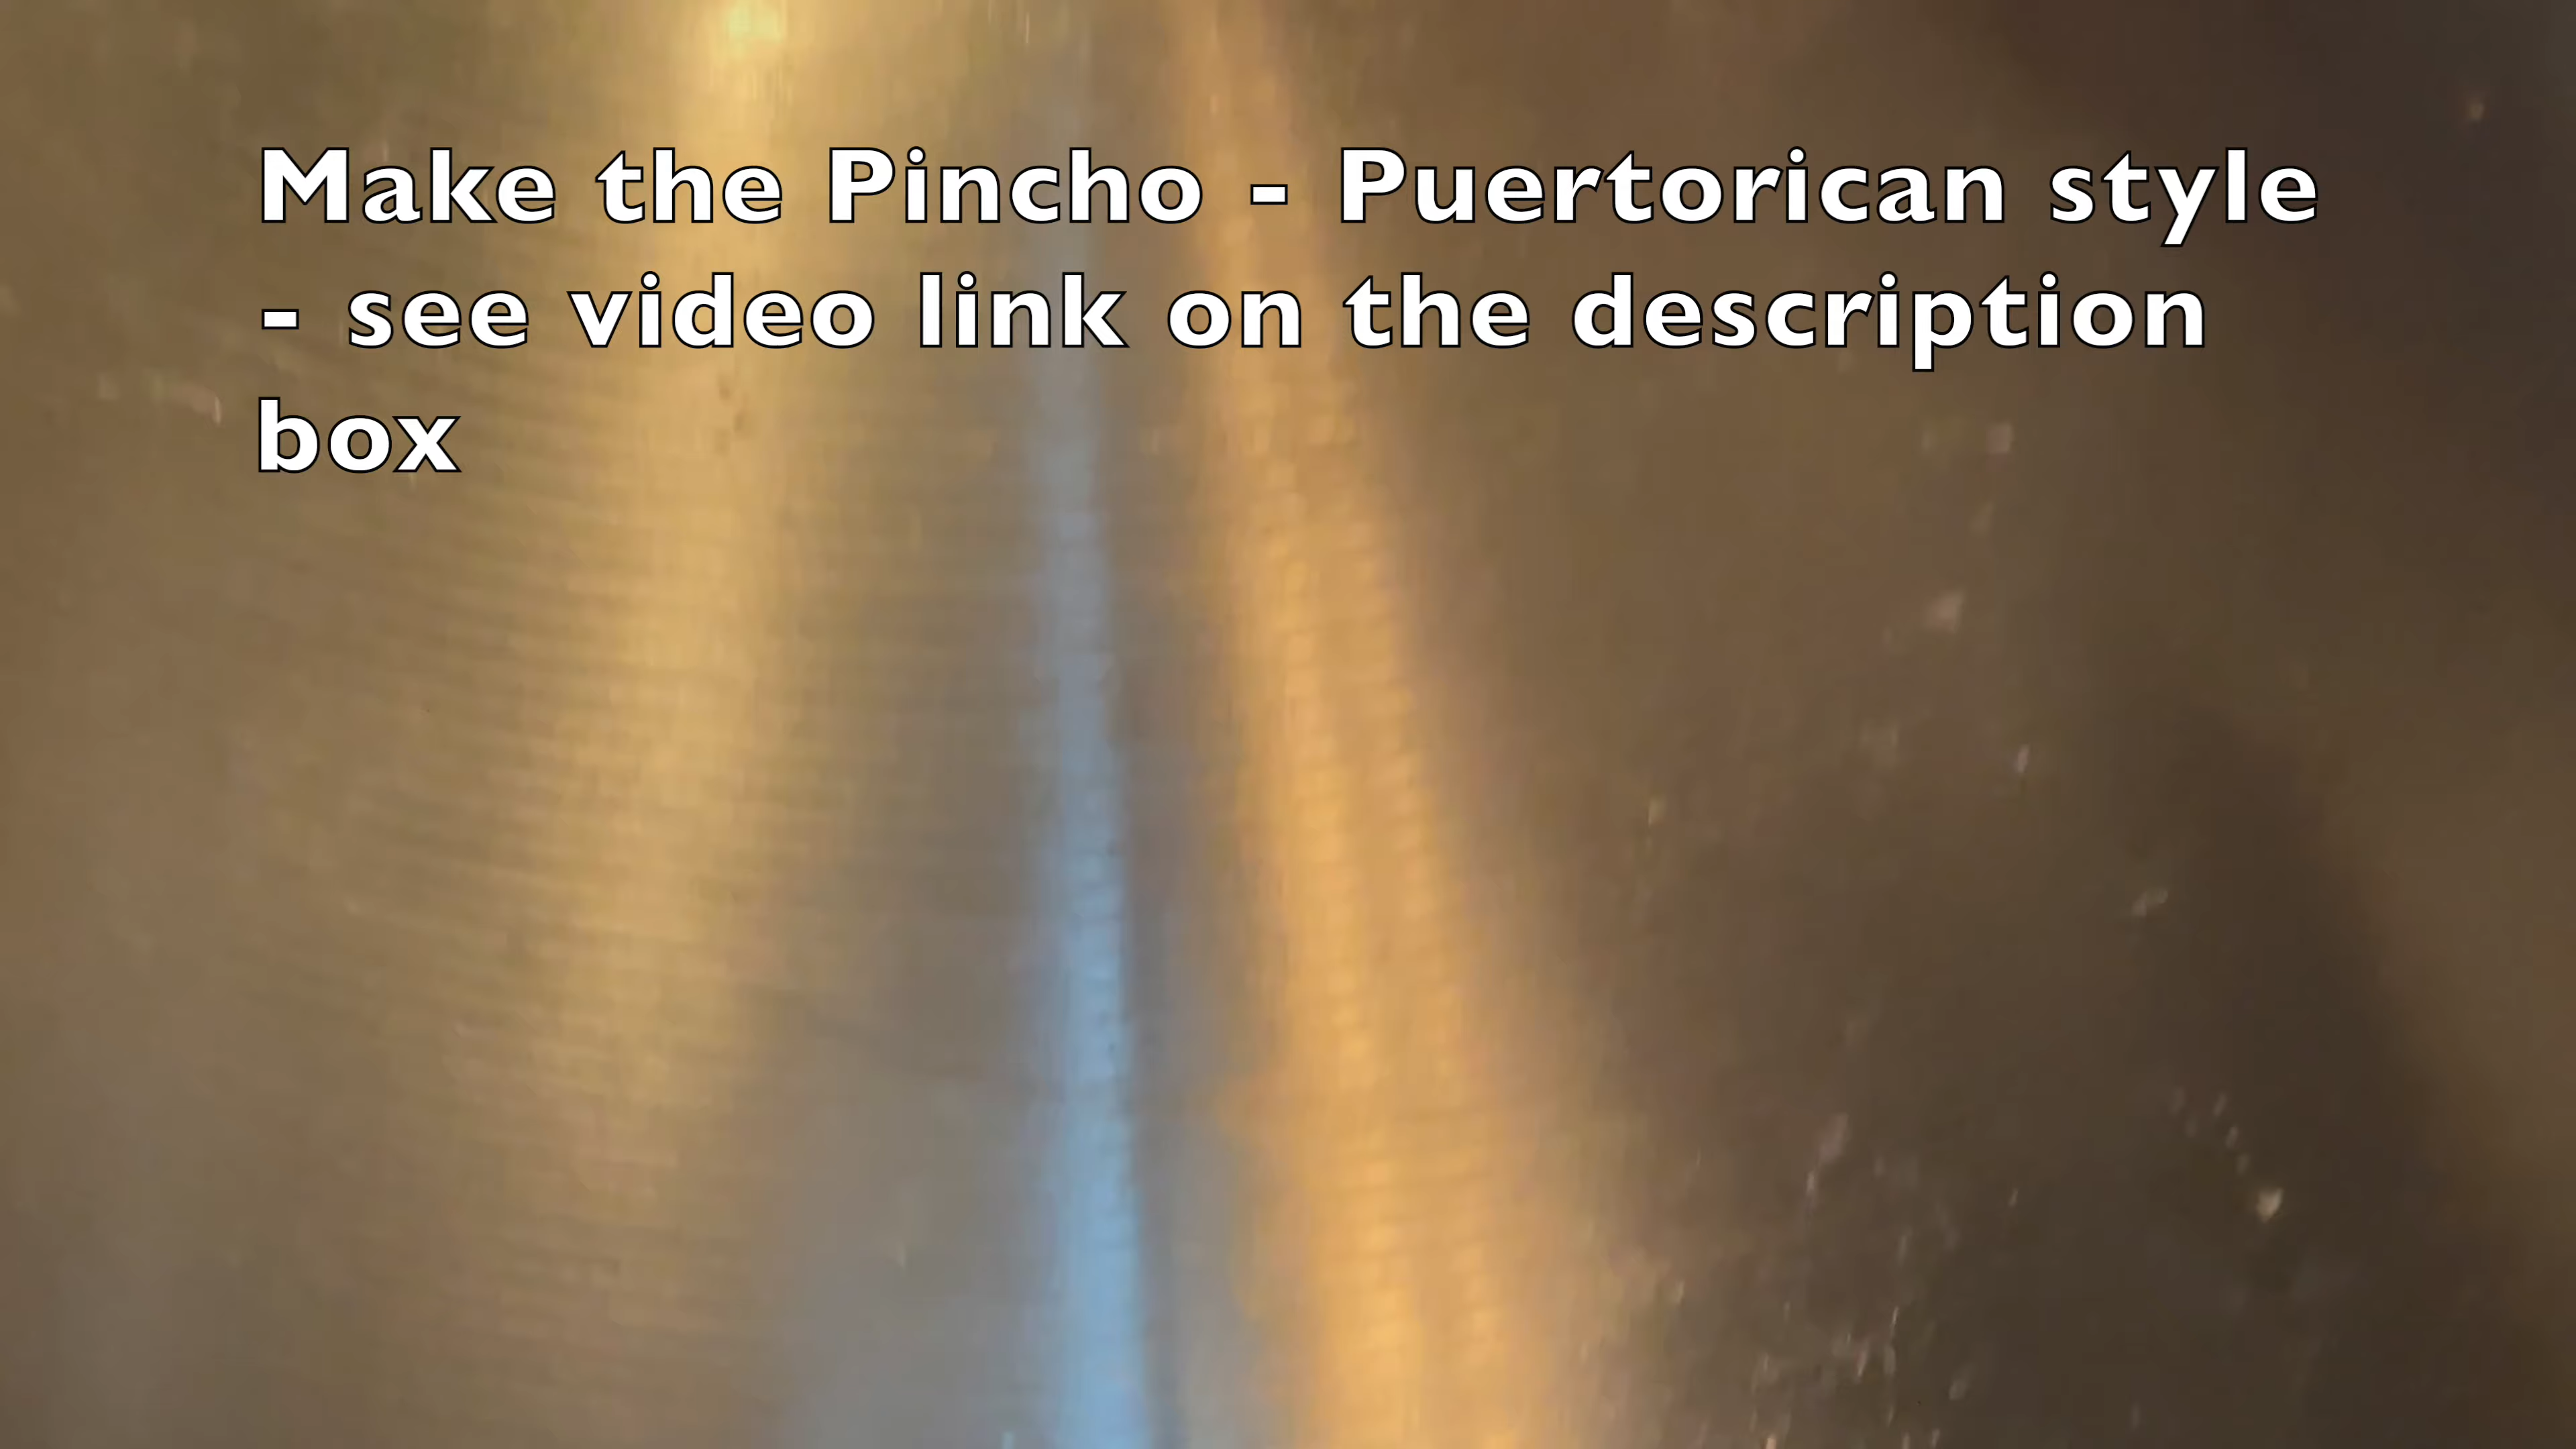 Make the Pincho - Puertorican style
- see video link on the description
box